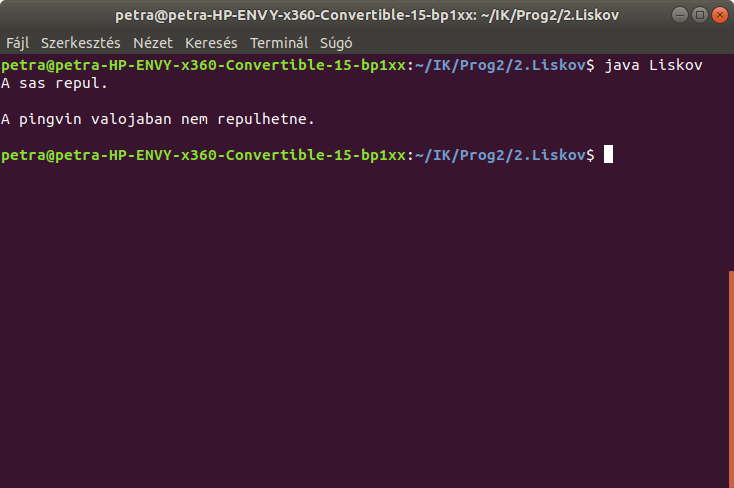 petra@petra-HP-ENVY-x360-Convertible-15-bp1xx: ~/IK/Prog2/2.Liskov
Fájl Szerkesztés Nézet Keresés Terminál Súgó
petra@petra-HP-ENVY-x360-Convertible-15-bp1xx:~/IK/Prog2/2.Liskov$ java Liskov
A sas repul.
A pingvin valojaban nem repulhetne.
petra@petra-HP-ENVY-x360-Convertible-15-bp1xx:~/IK/Prog2/2.Liskov$